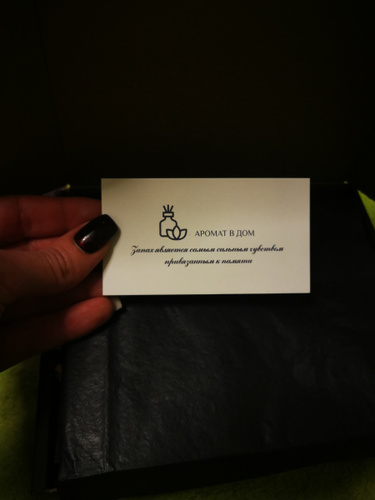 АРОМАТ В ДОМ
Запах является самым сильным чувством
привязанным к памяти